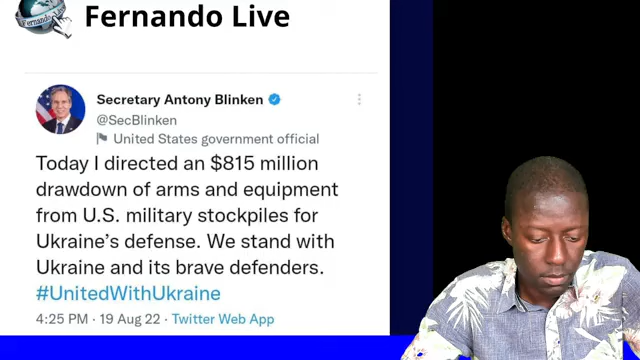 Fernando Live
Fernando Live
Secretary Antony Blinken
@SecBlinken
United States government official
Today I directed an $815 million
drawdown of arms and equipment
from U.S. military stockpiles for
Ukraine's defense. We stand with
Ukraine and its brave defenders.
#UnitedWithUkraine
4:25 PM · 19 Aug 22 · Twitter Web App